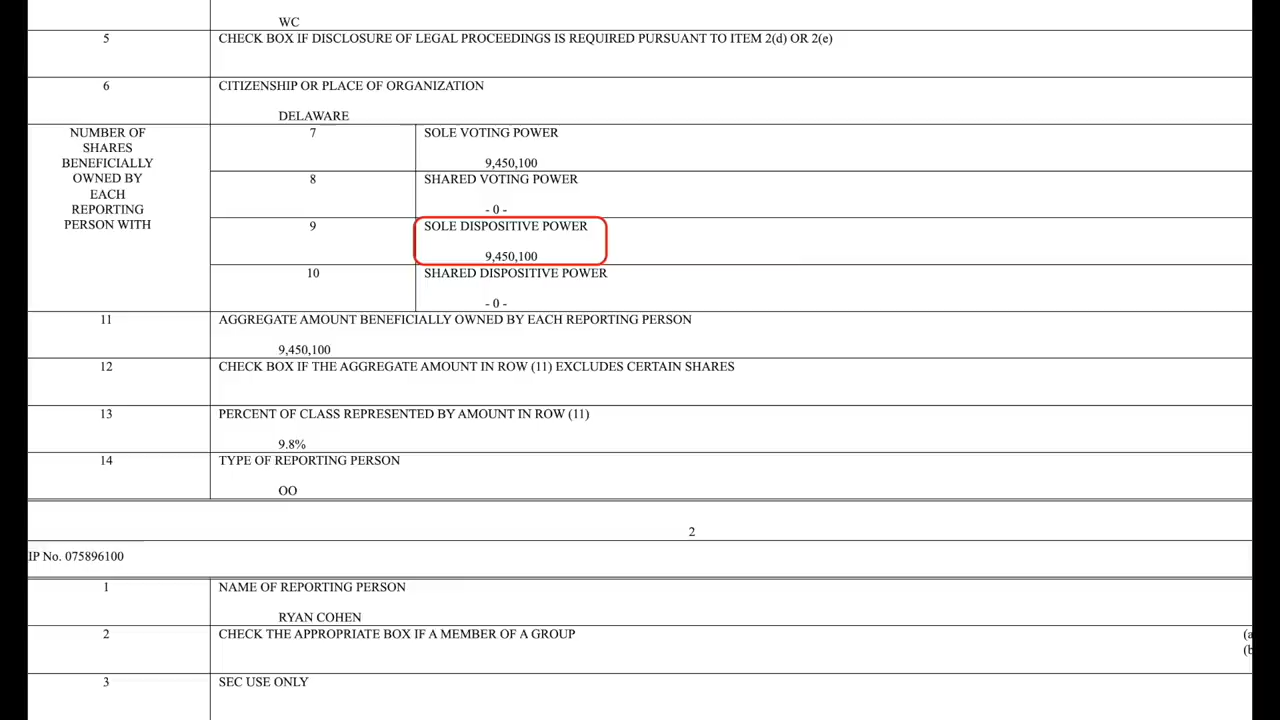 WC
5 CHECK BOX IF DISCLOSURE OF LEGAL PROCEEDINGS IS REQUIRED PURSUANT TO ITEM 2(d) OR 2(e)
6 CITIZENSHIP OR PLACE OF ORGANIZATION
DELAWARE
NUMBER OF
SHARES
BENEFICIALLY
OWNED BY
EACH
REPORTING
PERSON WITH
7 SOLE VOTING POWER
9,450,100
8 SHARED VOTING POWER
- 0 -
9 SOLE DISPOSITIVE POWER
9,450,100
10 SHARED DISPOSITIVE POWER
- 0 -
11 AGGREGATE AMOUNT BENEFICIALLY OWNED BY EACH REPORTING PERSON
9,450,100
12 CHECK BOX IF THE AGGREGATE AMOUNT IN ROW (11) EXCLUDES CERTAIN SHARES
13 PERCENT OF CLASS REPRESENTED BY AMOUNT IN ROW (11)
9.8%
14 TYPE OF REPORTING PERSON
OO
2
IP No. 075896100
1 NAME OF REPORTING PERSON
RYAN COHEN
2 CHECK THE APPROPRIATE BOX IF A MEMBER OF A GROUP (a
(b
3 SEC USE ONLY